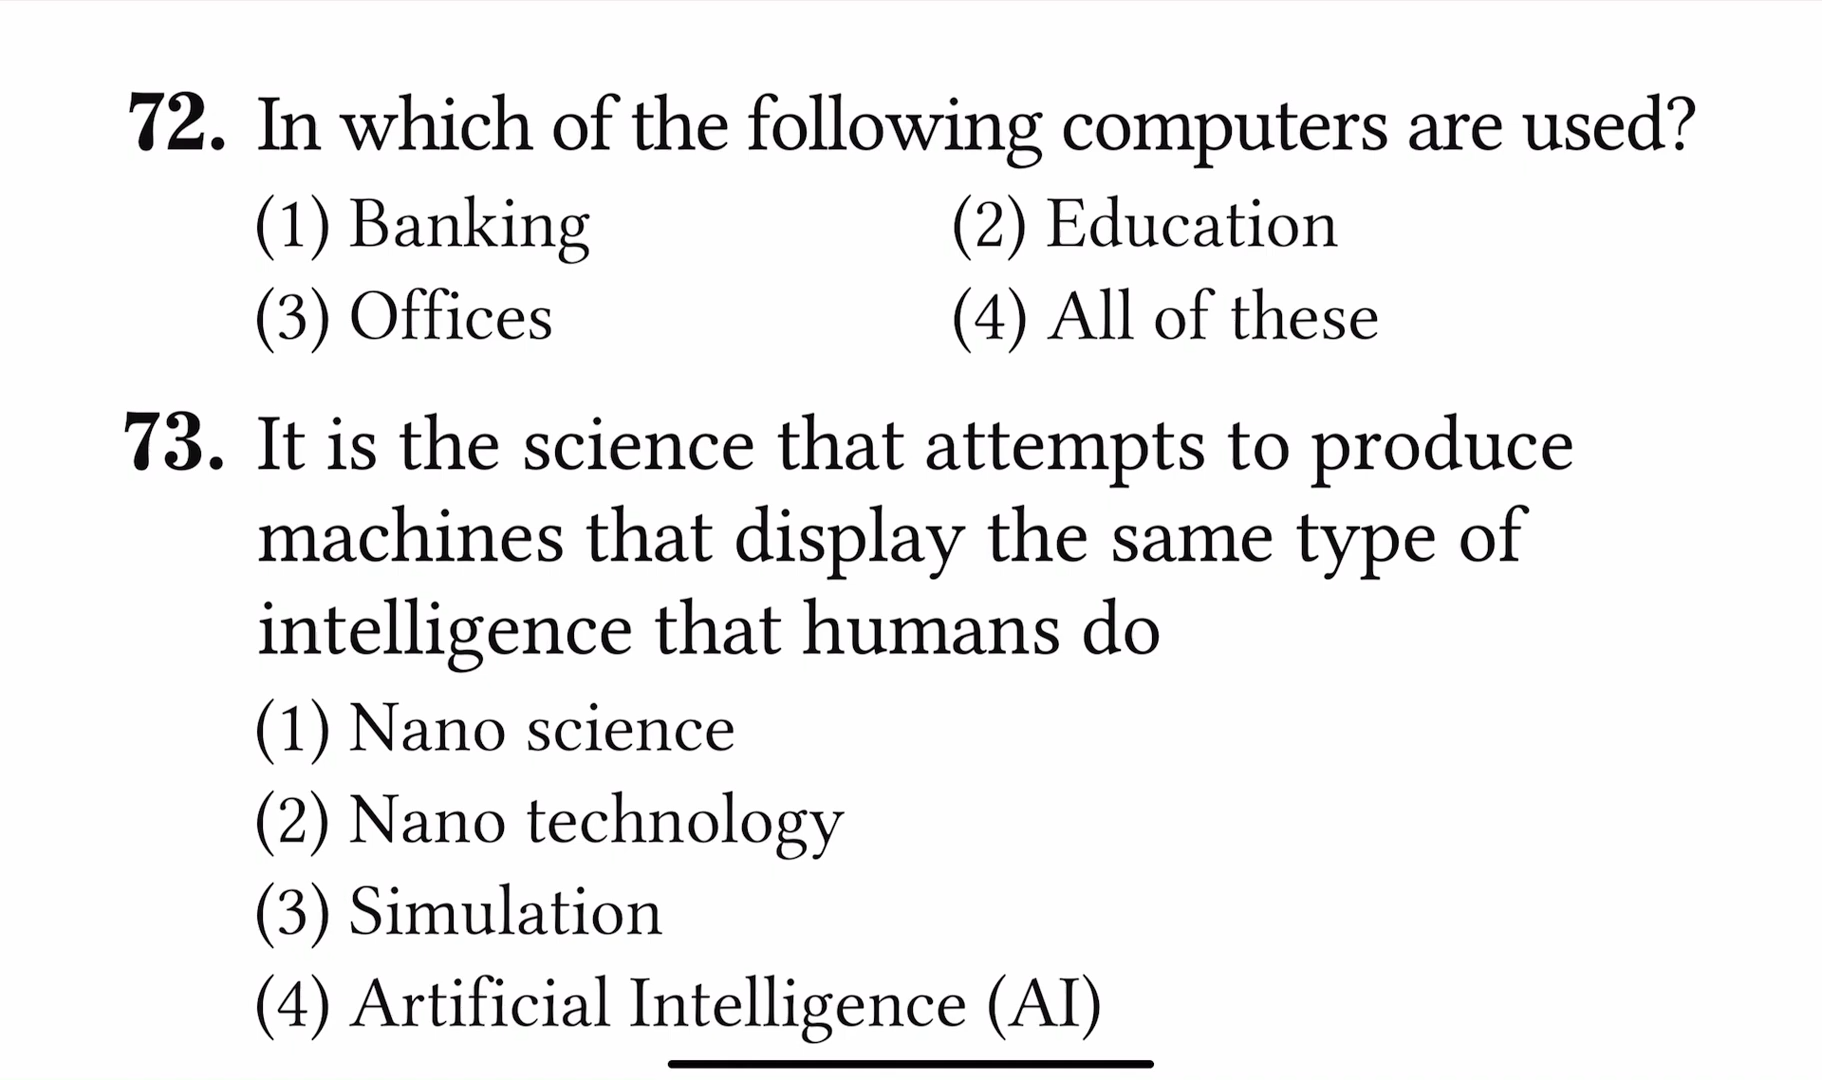 72. In which of the following computers are used?
(1) Banking (2) Education
(3) Offices (4) All of these
73. It is the science that attempts to produce
machines that display the same type of
intelligence that humans do
(1) Nano science
(2) Nano technology
(3) Simulation
(4) Artificial Intelligence (AI)